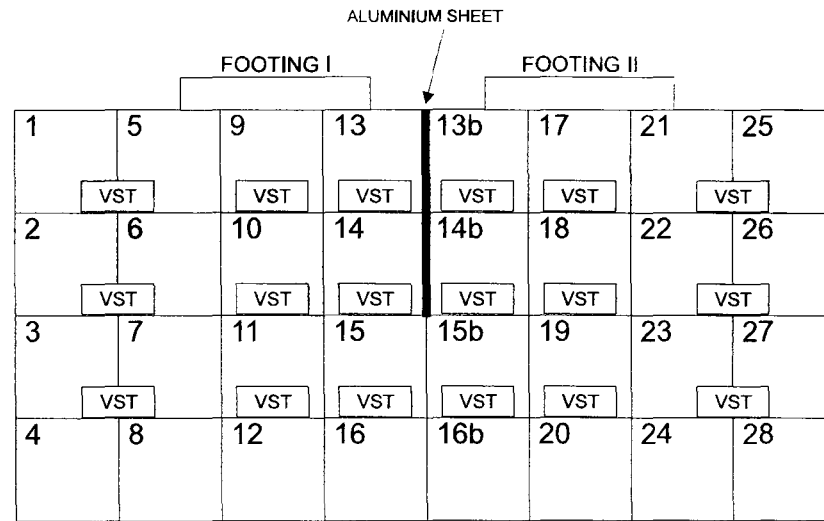 ALUMINIUM SHEET
FOOTING I FOOTING II
1 5 9 13 13b 17 21 25
VST VST VST VST VST VST
2 6 10 14 14b 18 22 26
VST VST VST VST VST VST
3 7 11 15 15b 19 23 27
VST VST VST VST VST VST
4 8 12 16 16b 20 24 28